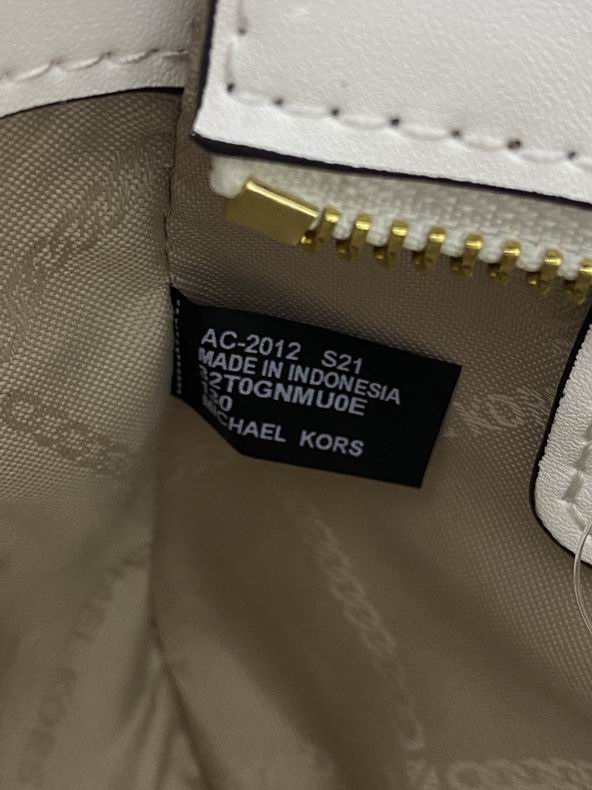 AC-2012 S21
MADE IN INDONESIA
32T0GNMU0E
MICHAEL KORS